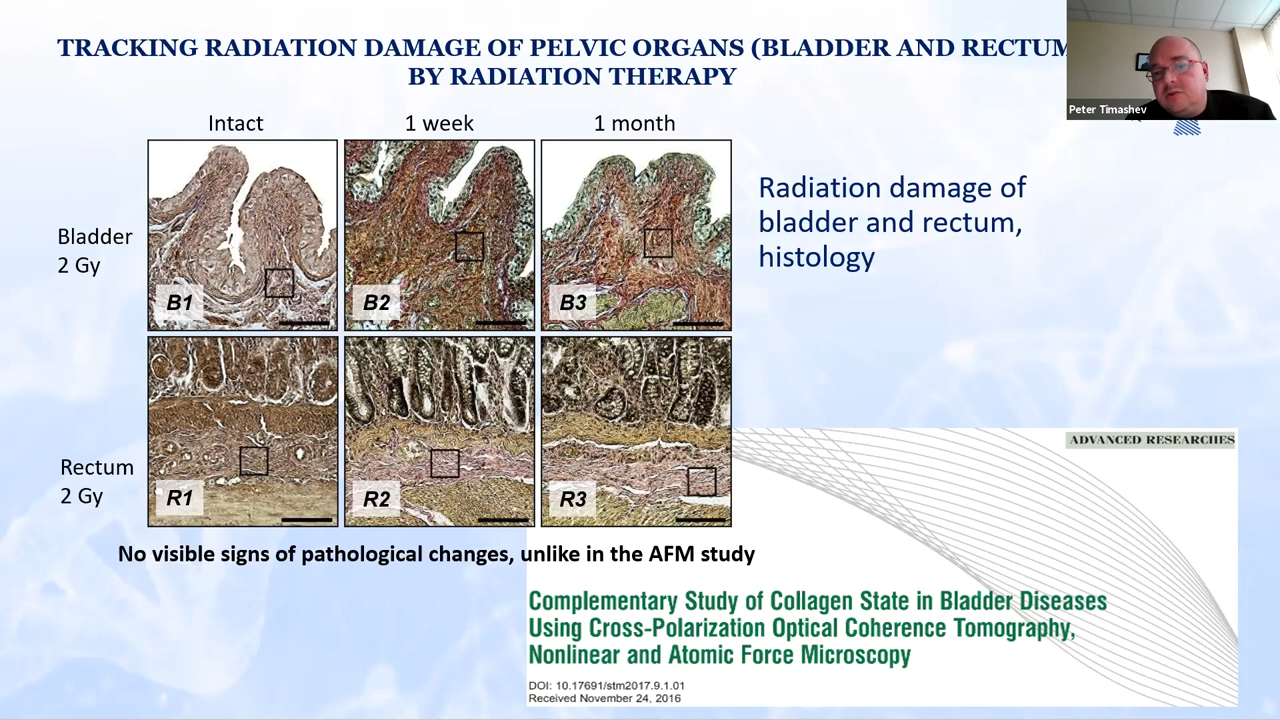 TRACKING RADIATION DAMAGE OF PELVIC ORGANS (BLADDER AND RECTUM
BY RADIATION THERAPY
Peter Timashev
Intact
1 week
1 month
Bladder
2 Gy
B1
B2
B3
Radiation damage of
bladder and rectum,
histology
Rectum
2 Gy
R1
R2
R3
No visible signs of pathological changes, unlike in the AFM study
ADVANCED RESEARCHES
Complementary Study of Collagen State in Bladder Diseases
Using Cross-Polarization Optical Coherence Tomography,
Nonlinear and Atomic Force Microscopy
DOI: 10.17691/stm2017.9.1.01
Received November 24, 2016